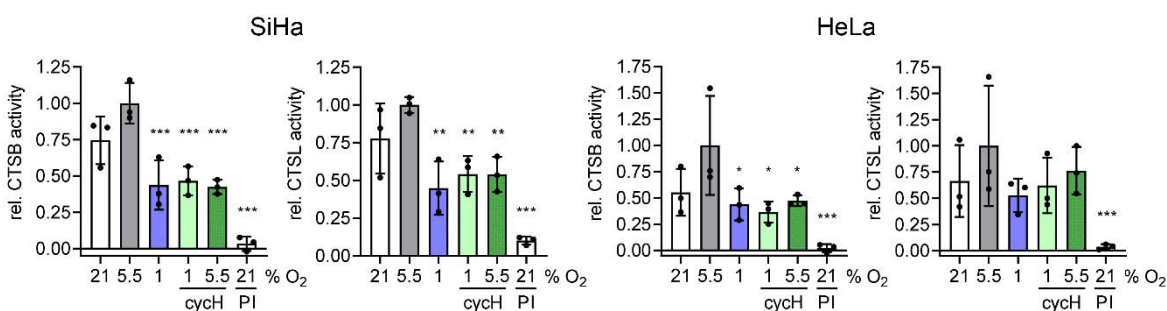 SiHa
HeLa
rel. CTSB activity
1.25
1.00
0.75
0.50
0.25
0.00
***
***
***
***
21 5.5 1 1 5.5 21 % O₂
cycH PI
rel. CTSL activity
1.25
1.00
0.75
0.50
0.25
0.00
**
**
**
***
21 5.5 1 1 5.5 21 % O₂
cycH PI
rel. CTSB activity
1.75
1.50
1.25
1.00
0.75
0.50
0.25
0.00
*
*
*
***
21 5.5 1 1 5.5 21 % O₂
cycH PI
rel. CTSL activity
1.75
1.50
1.25
1.00
0.75
0.50
0.25
0.00
***
21 5.5 1 1 5.5 21 % O₂
cycH PI